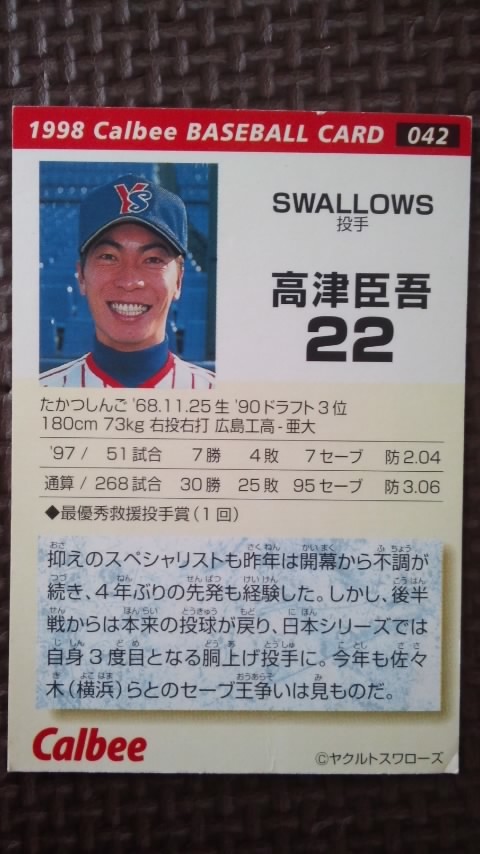 1998 Calbee BASEBALL CARD 042
YS
SWALLOWS
投手
高津臣吾
22
たかつしんご '68.11.25生 '90ドラフト3位
180cm 73kg 右投右打 広島工高-亜大
'97/ 51試合 7勝 4敗 7セーブ 防2.04
通算/ 268試合 30勝 25敗 95セーブ 防3.06
◆最優秀救援投手賞(1回)
抑えのスペシャリストも昨年は開幕から不調が
続き、4年ぶりの先発も経験した。しかし、後半
戦からは本来の投球が戻り、日本シリーズでは
自身3度目となる胴上げ投手に。今年も佐々
木(横浜)らとのセーブ王争いは見ものだ。
Calbee
©ヤクルトスワローズ